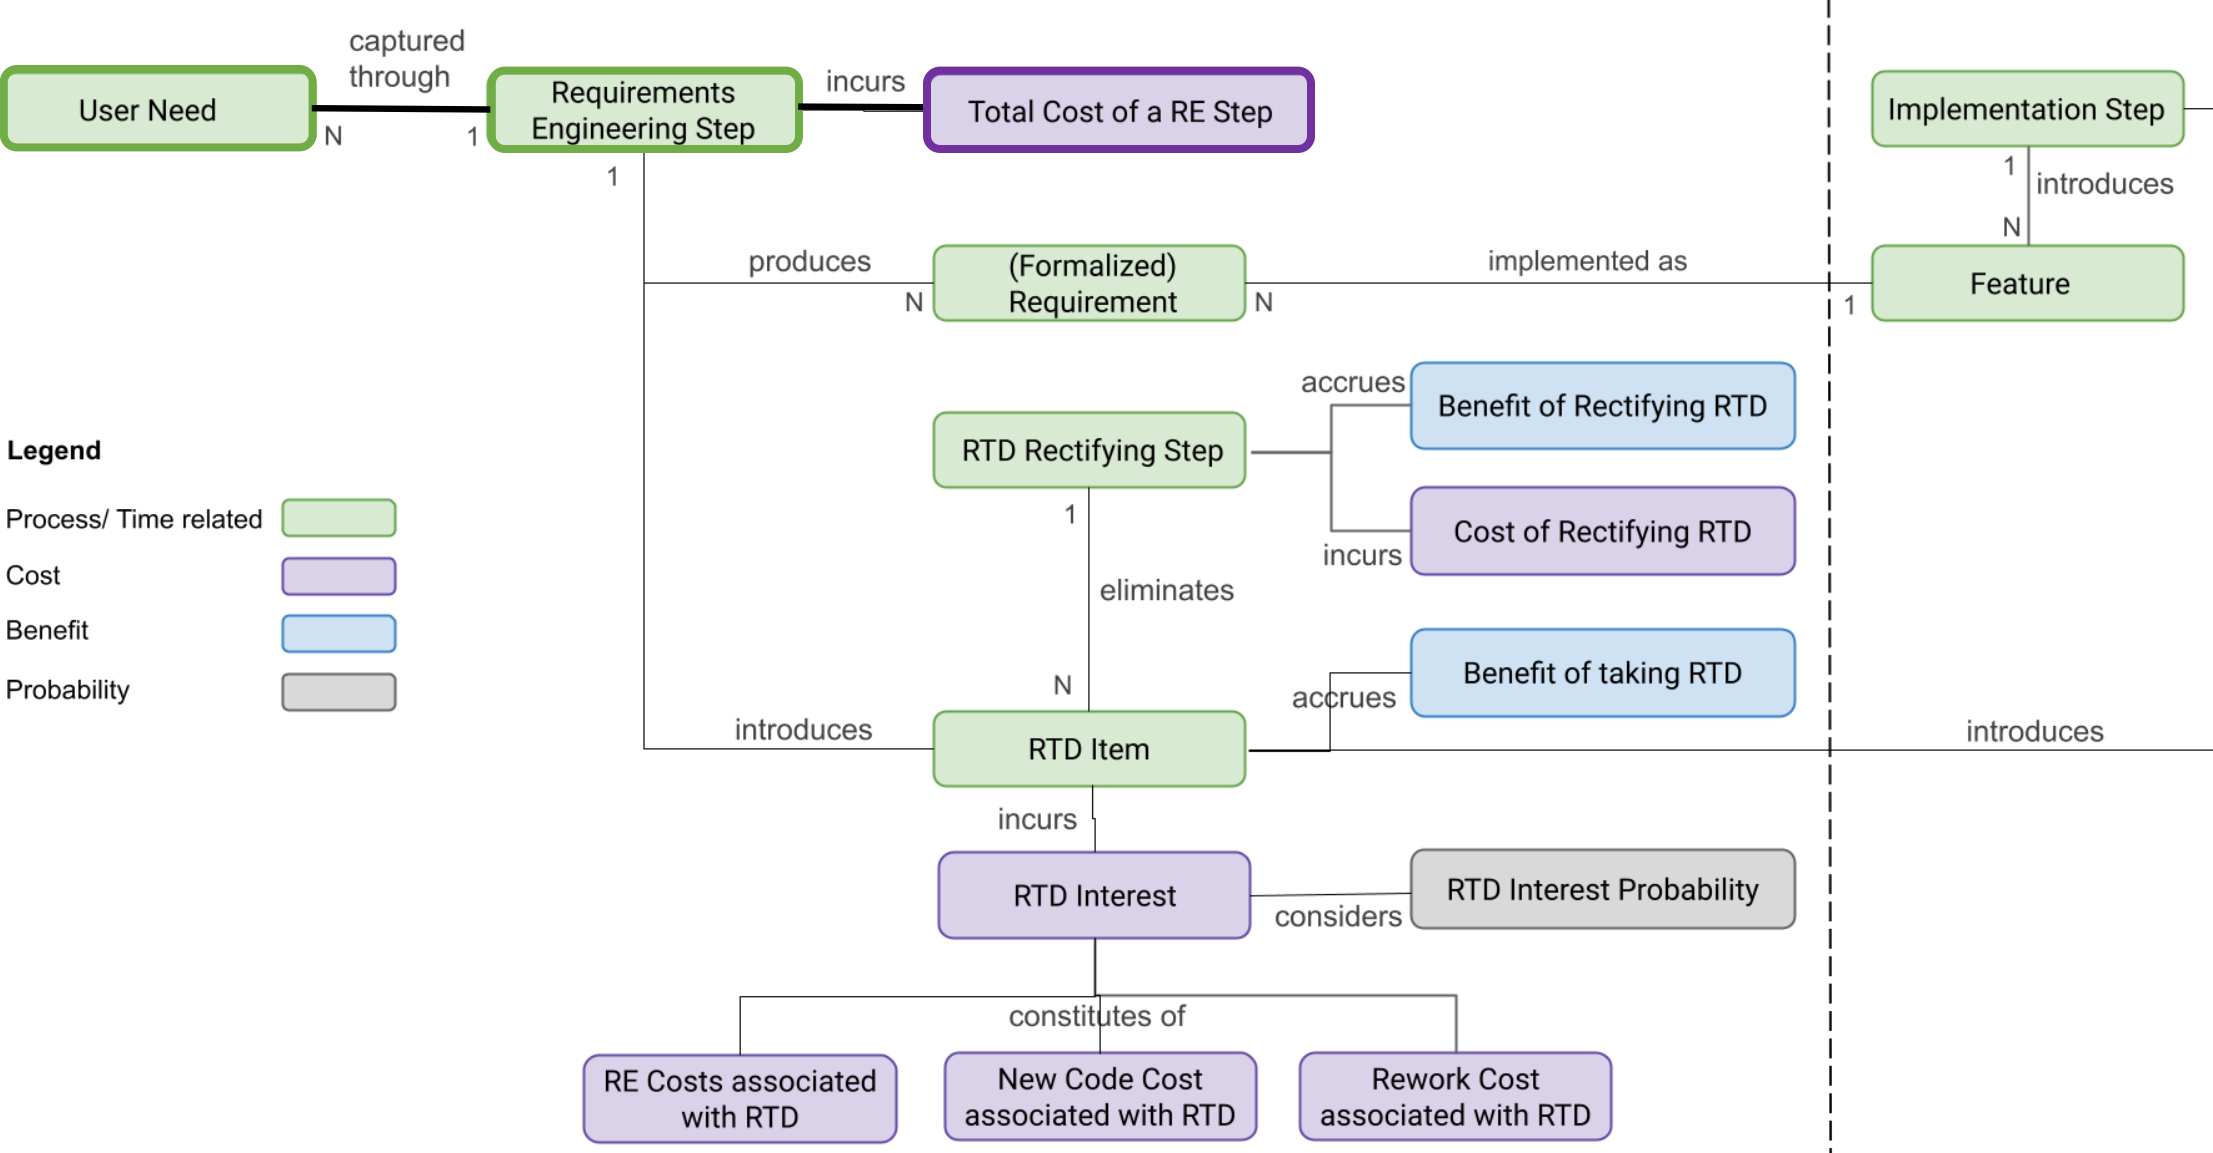 captured
through
User Need
N
1
Requirements
Engineering Step
incurs
Total Cost of a RE Step
Implementation Step
1
introduces
N
1
produces
N
(Formalized)
Requirement
N
implemented as
1
Feature
Legend
Process/ Time related
Cost
Benefit
Probability
RTD Rectifying Step
accrues
Benefit of Rectifying RTD
incurs
Cost of Rectifying RTD
1
eliminates
N
introduces
RTD Item
accrues
Benefit of taking RTD
introduces
incurs
RTD Interest
considers
RTD Interest Probability
constitutes of
RE Costs associated
with RTD
New Code Cost
associated with RTD
Rework Cost
associated with RTD